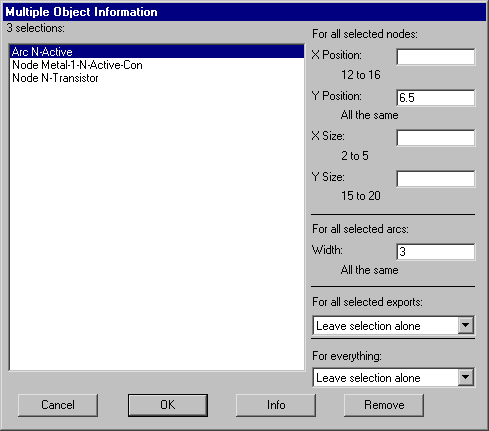 Multiple Object Information
3 selections:
Arc N-Active
Node Metal-1-N-Active-Con
Node N-Transistor
For all selected nodes:
X Position:
12 to 16
Y Position: 6.5
All the same
X Size:
2 to 5
Y Size:
15 to 20
For all selected arcs:
Width: 3
All the same
For all selected exports:
Leave selection alone
For everything:
Leave selection alone
Cancel OK Info Remove